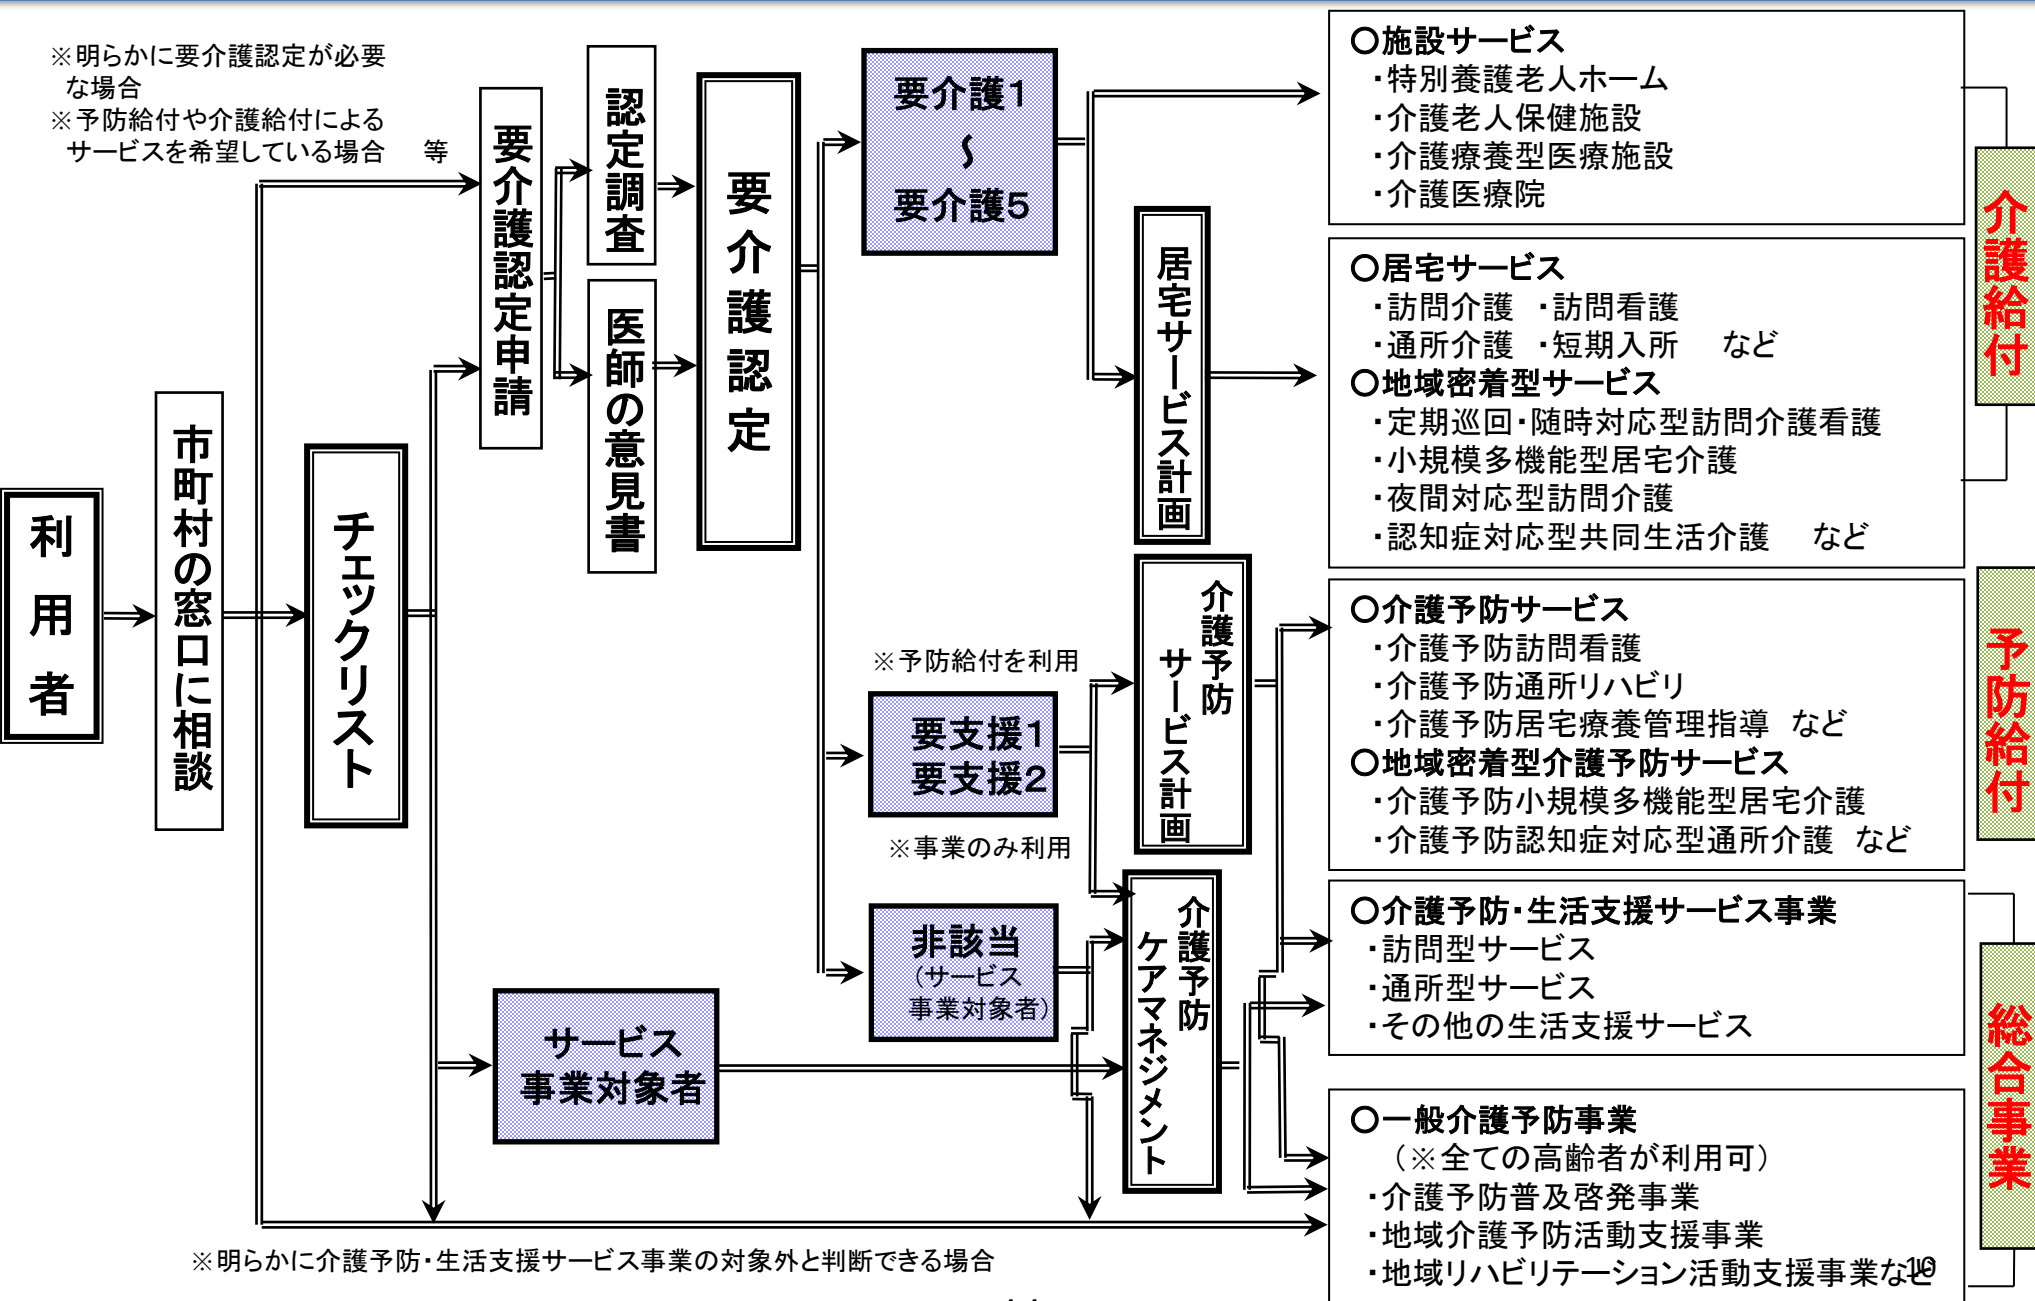 ※明らかに要介護認定が必要
な場合
※予防給付や介護給付による
サービスを希望している場合　等
利用者
市町村の窓口に相談
チェックリスト
要介護認定申請
認定調査
医師の意見書
要介護認定
要介護1
〜
要介護5
※予防給付を利用
要支援1
要支援2
※事業のみ利用
非該当
（サービス
事業対象者）
サービス
事業対象者
居宅サービス計画
介護予防
サービス計画
介護予防
ケアマネジメント
○施設サービス
・特別養護老人ホーム
・介護老人保健施設
・介護療養型医療施設
・介護医療院
○居宅サービス
・訪問介護　・訪問看護
・通所介護　・短期入所　など
○地域密着型サービス
・定期巡回・随時対応型訪問介護看護
・小規模多機能型居宅介護
・夜間対応型訪問介護
・認知症対応型共同生活介護　など
介護給付
○介護予防サービス
・介護予防訪問看護
・介護予防通所リハビリ
・介護予防居宅療養管理指導　など
○地域密着型介護予防サービス
・介護予防小規模多機能型居宅介護
・介護予防認知症対応型通所介護　など
予防給付
○介護予防・生活支援サービス事業
・訪問型サービス
・通所型サービス
・その他の生活支援サービス
○一般介護予防事業
（※全ての高齢者が利用可）
・介護予防普及啓発事業
・地域介護予防活動支援事業
・地域リハビリテーション活動支援事業など
10
総合事業
※明らかに介護予防・生活支援サービス事業の対象外と判断できる場合